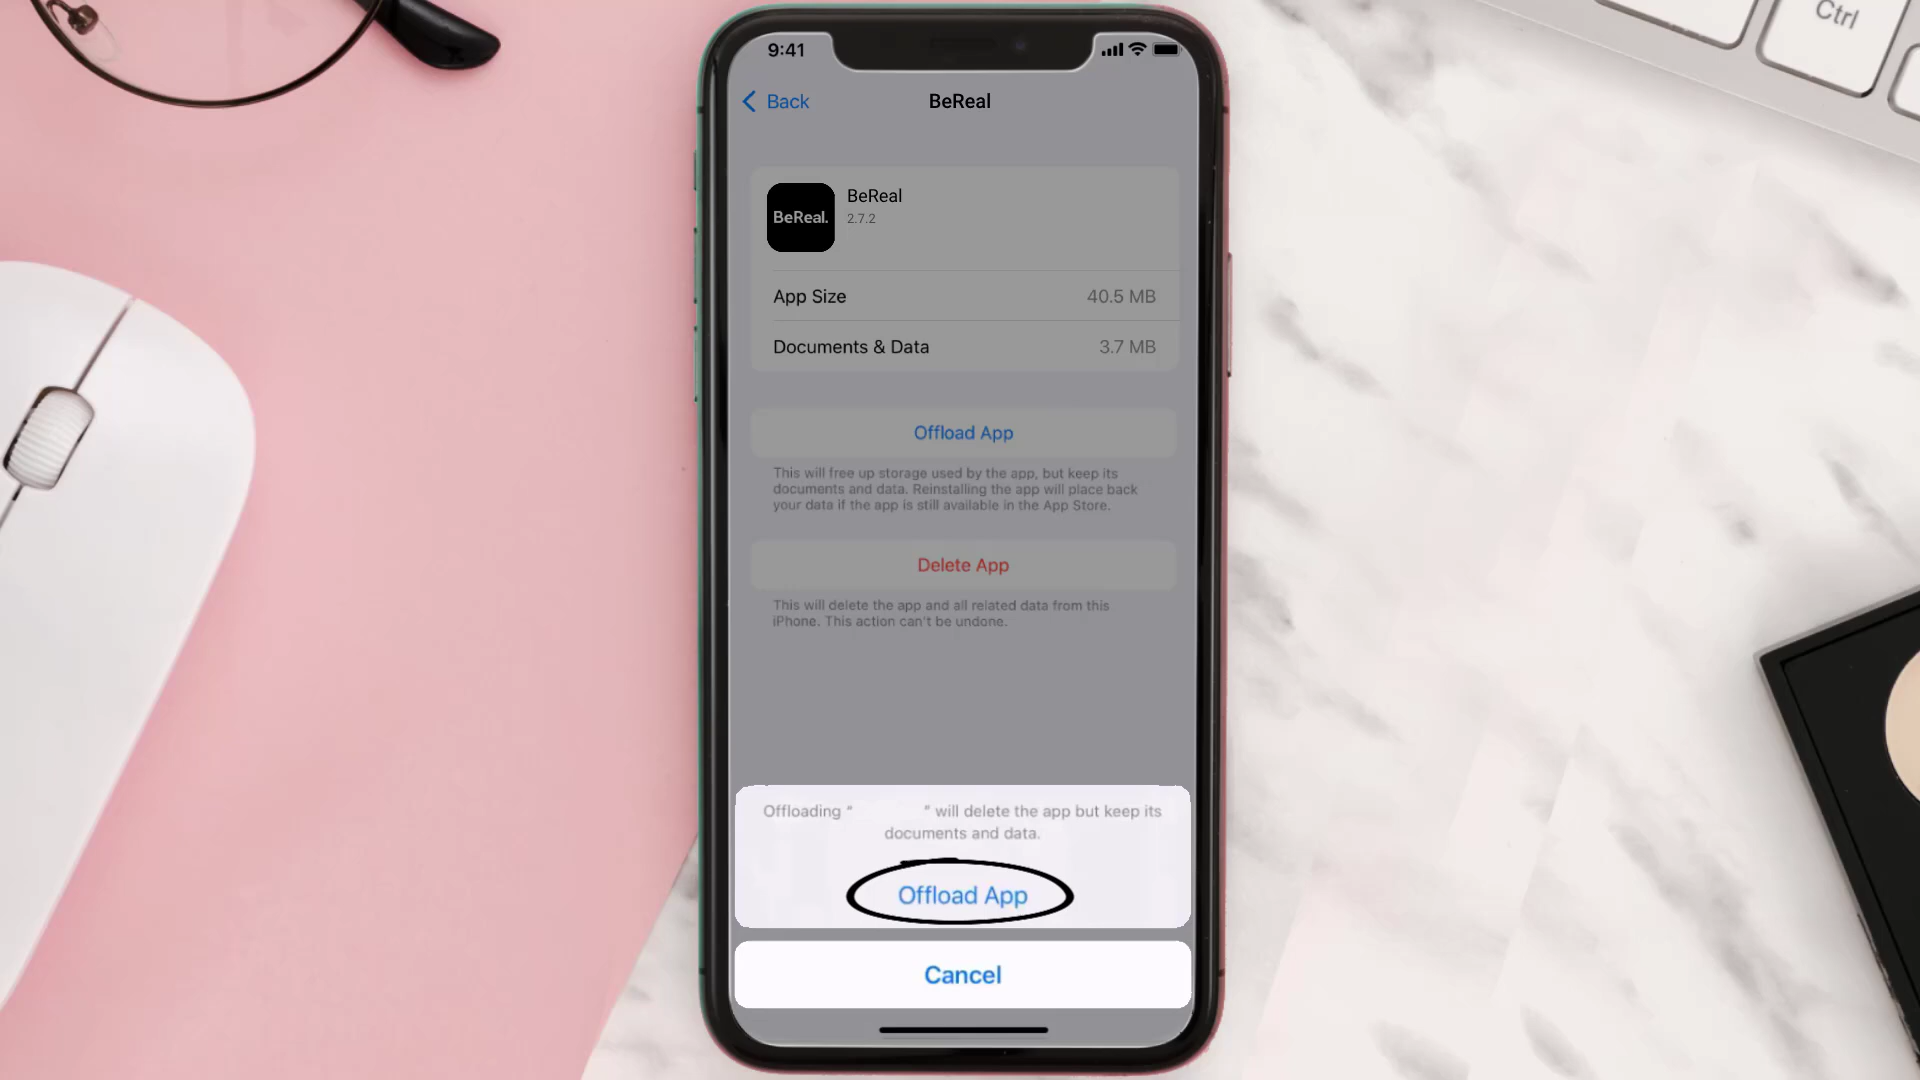 9:41
Back
BeReal
BeReal.
BeReal
2.7.2
App Size
40.5 MB
Documents & Data
3.7 MB
Offload App
This will free up storage used by the app, but keep its
documents and data. Reinstalling the app will place back
your data if the app is still available in the App Store.
Delete App
This will delete the app and all related data from this
iPhone. This action can't be undone.
Offloading “ ” will delete the app but keep its
documents and data.
Offload App
Cancel
Ctrl